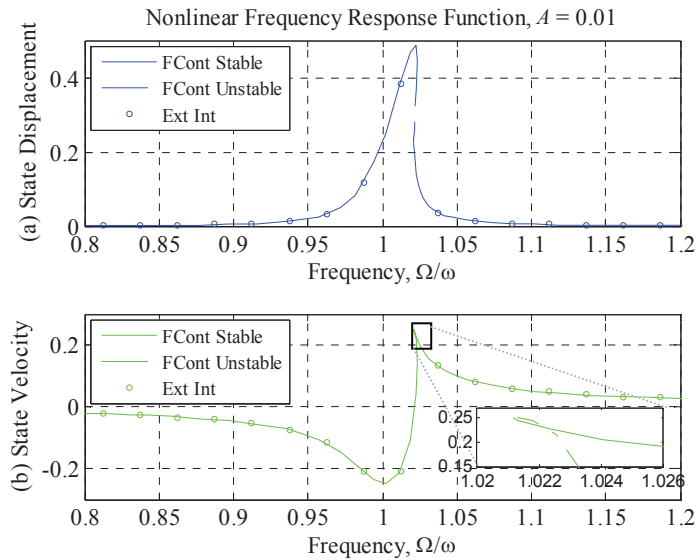 Nonlinear Frequency Response Function, A = 0.01
(a) State Displacement
0.4
0.2
0
FCont Stable
FCont Unstable
Ext Int
0.8
0.85
0.9
0.95
1
1.05
1.1
1.15
1.2
Frequency, Ω/ω
(b) State Velocity
0.2
0
-0.2
FCont Stable
FCont Unstable
Ext Int
0.25
0.2
0.15
1.02
1.022
1.024
1.026
0.8
0.85
0.9
0.95
1
1.05
1.1
1.15
1.2
Frequency, Ω/ω